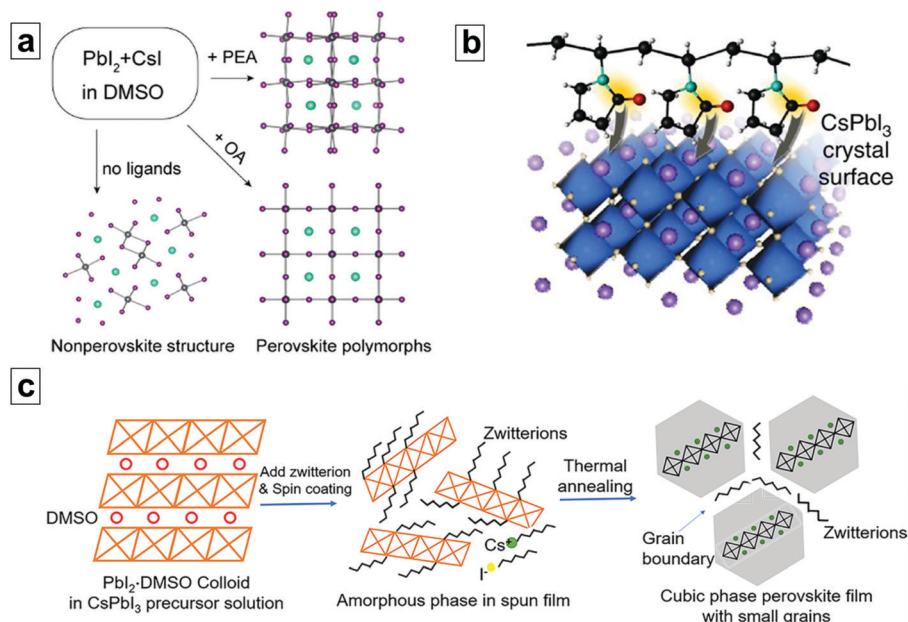 a
PbI2+CsI
in DMSO
+ PEA
+ OA
no ligands
Nonperovskite structure
Perovskite polymorphs
b
CsPbI3
crystal
surface
c
DMSO
PbI2·DMSO Colloid
in CsPbI3 precursor solution
Add zwitterion
& Spin coating
Zwitterions
Cs+
I-
Amorphous phase in spun film
Thermal
annealing
Grain
boundary
Zwitterions
Cubic phase perovskite film
with small grains